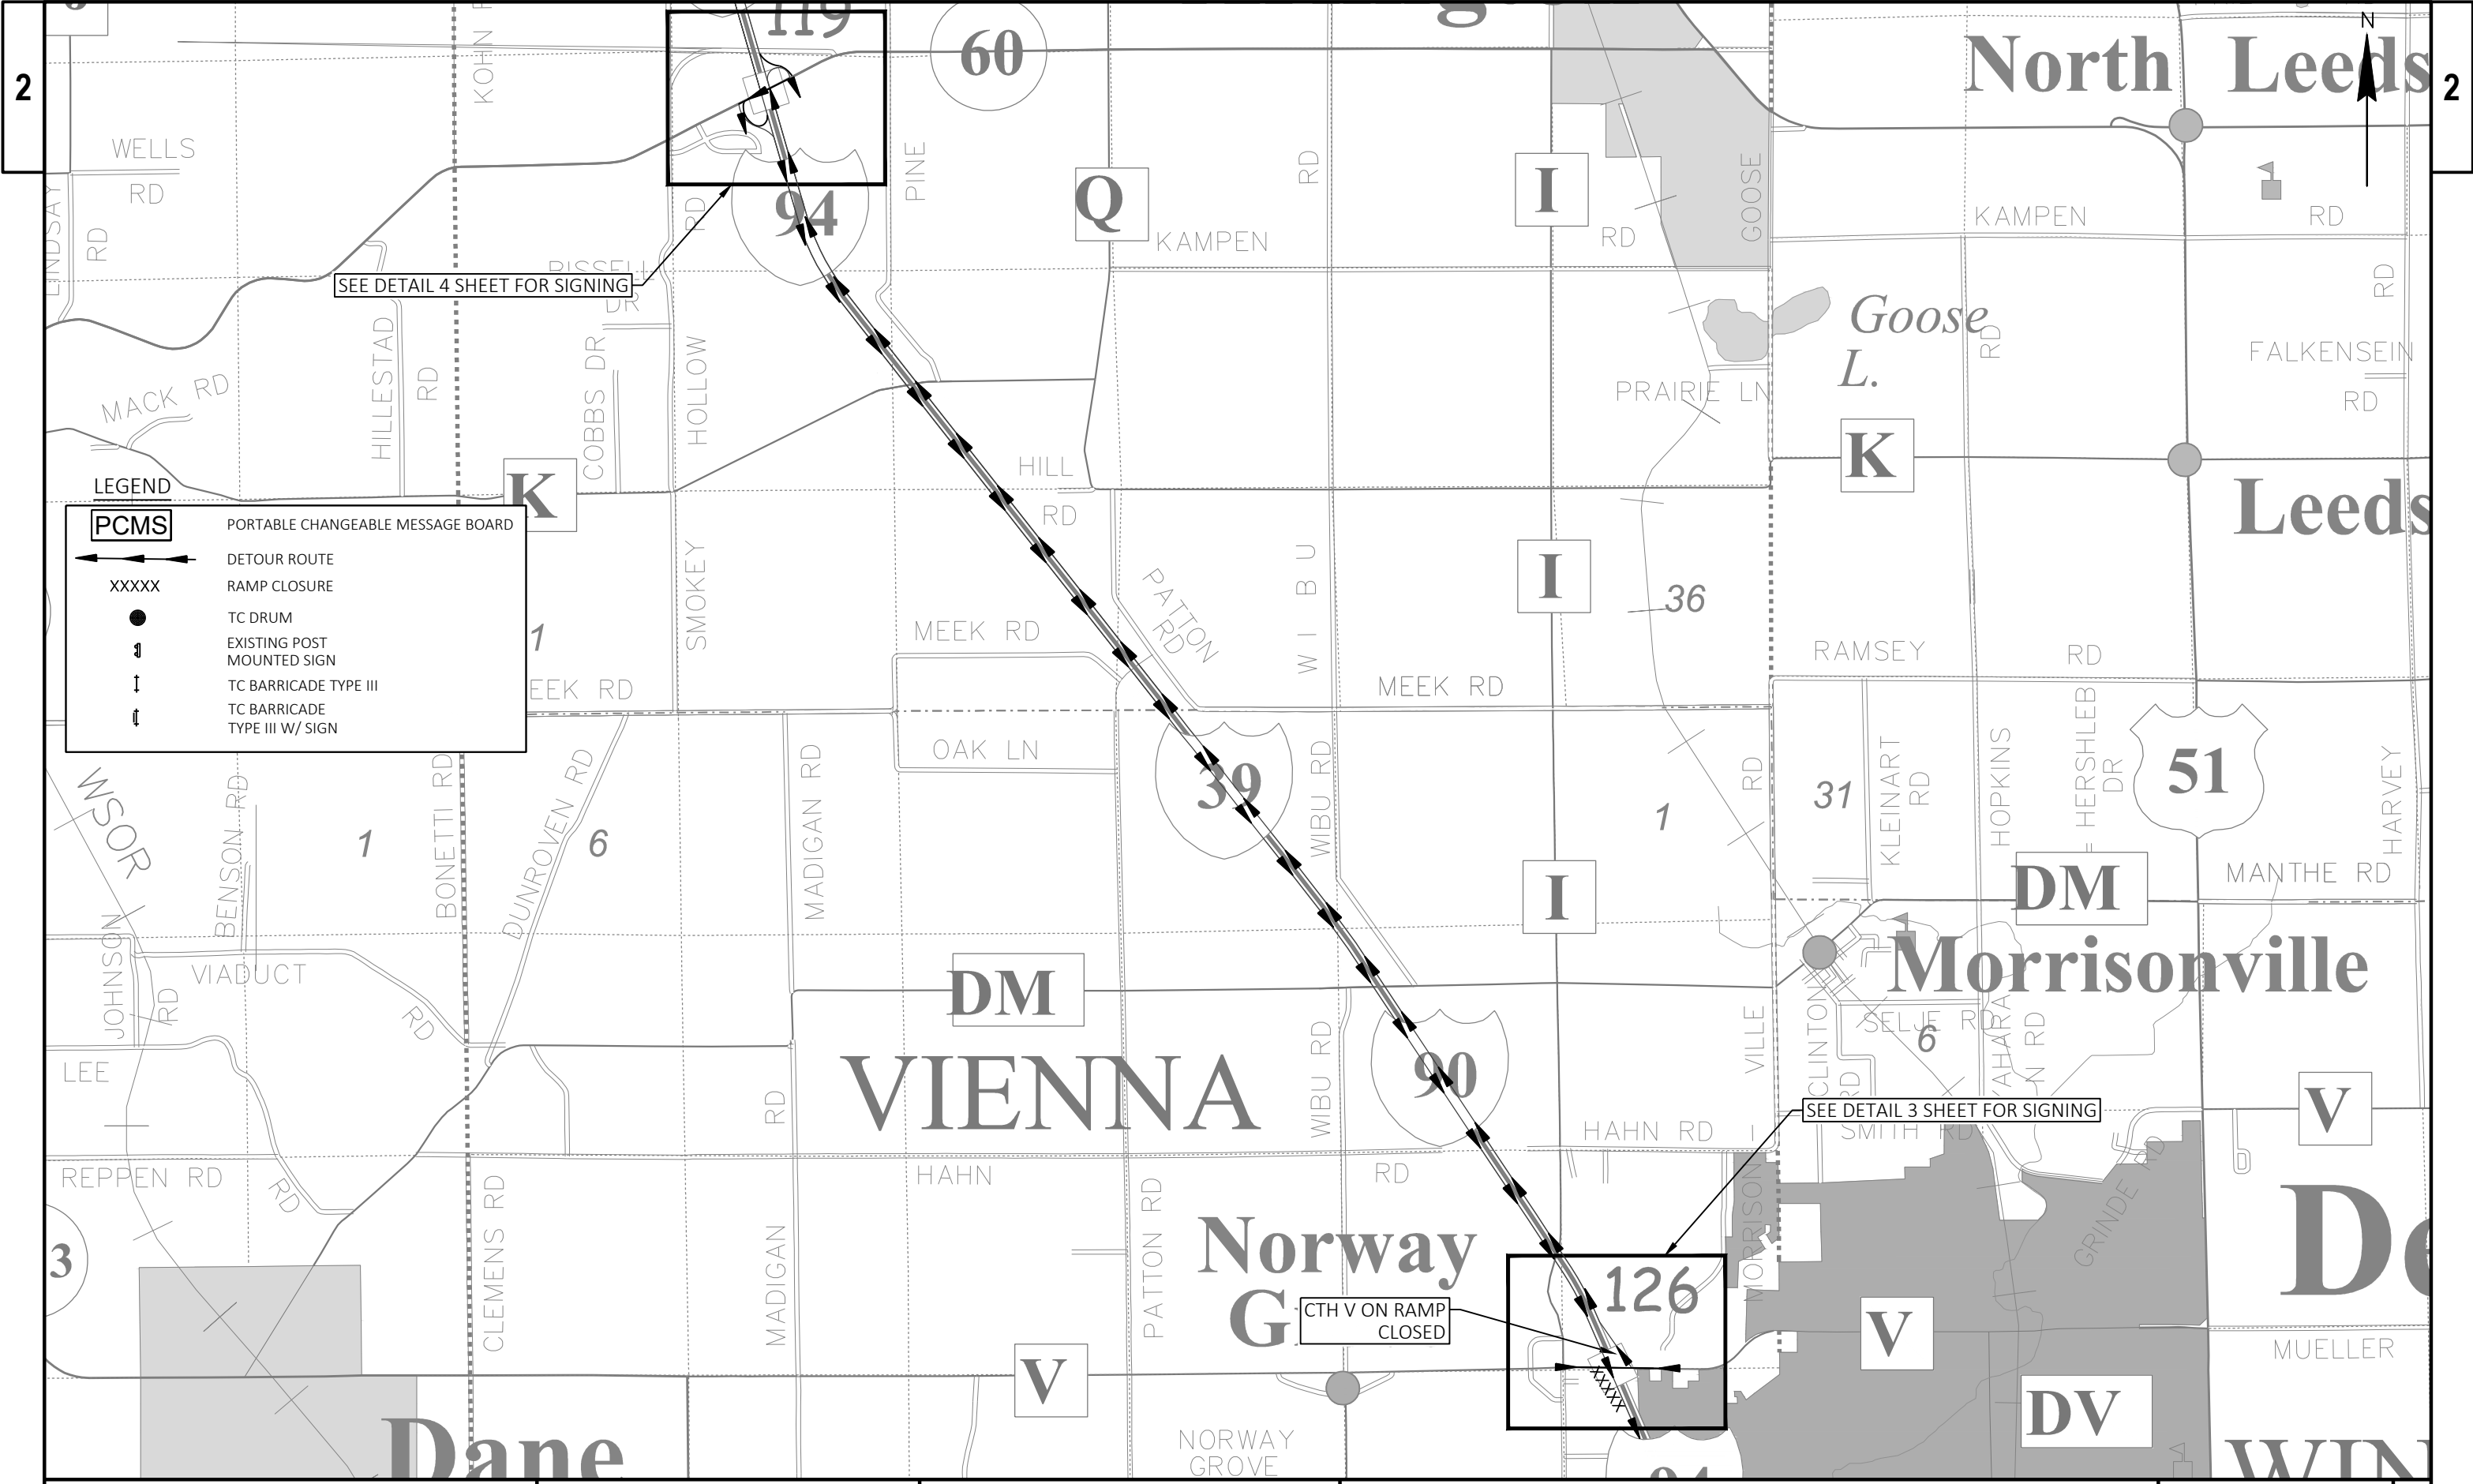 2
119
60
North Leeds
N
2
KOHN
WELLS
RD
LINDSAY
RD
94
PINE
Q
RD
I
GOOSE
RD
KAMPEN
KAMPEN
RD
RD
BISSELL
DR
SEE DETAIL 4 SHEET FOR SIGNING
Goose
L.
RD
RD
FALKENSEIN
RD
PRAIRIE LN
MACK RD
HILLESTAD
RD
COBBS DR
HOLLOW
K
K
HILL
RD
Leeds
LEGEND
PCMS PORTABLE CHANGEABLE MESSAGE BOARD
DETOUR ROUTE
XXXXX RAMP CLOSURE
TC DRUM
EXISTING POST
MOUNTED SIGN
TC BARRICADE TYPE III
TC BARRICADE
TYPE III W/ SIGN
1
SMOKEY
MEEK RD
PATTON
RD
WIBU
I
36
RAMSEY
RD
EEK RD
MEEK RD
OAK LN
39
WIBU RD
1
RD
31
KLEINART
RD
HOPKINS
HERSHLEB
DR
51
HARVEY
WSOR
BENSON RD
1
BONETTI RD
DUNROVEN RD
6
MADIGAN RD
I
DM
MANTHE RD
Morrisonville
JOHNSON
RD
VIADUCT
RD
DM
LEE
VIENNA
RD
WIBU RD
90
VILLE
CLINTON
RD
SELJE RD
6
YAHARA
N RD
V
SEE DETAIL 3 SHEET FOR SIGNING
SMITH RD
HAHN RD
REPPEN RD
RD
HAHN
RD
3
CLEMENS RD
MADIGAN
PATTON RD
Norway
G
CTH V ON RAMP
CLOSED
126
MORRISON
GRINDE RD
De
V
V
MUELLER
XXXXX
DV
Dane
NORWAY
GROVE
94
WIN